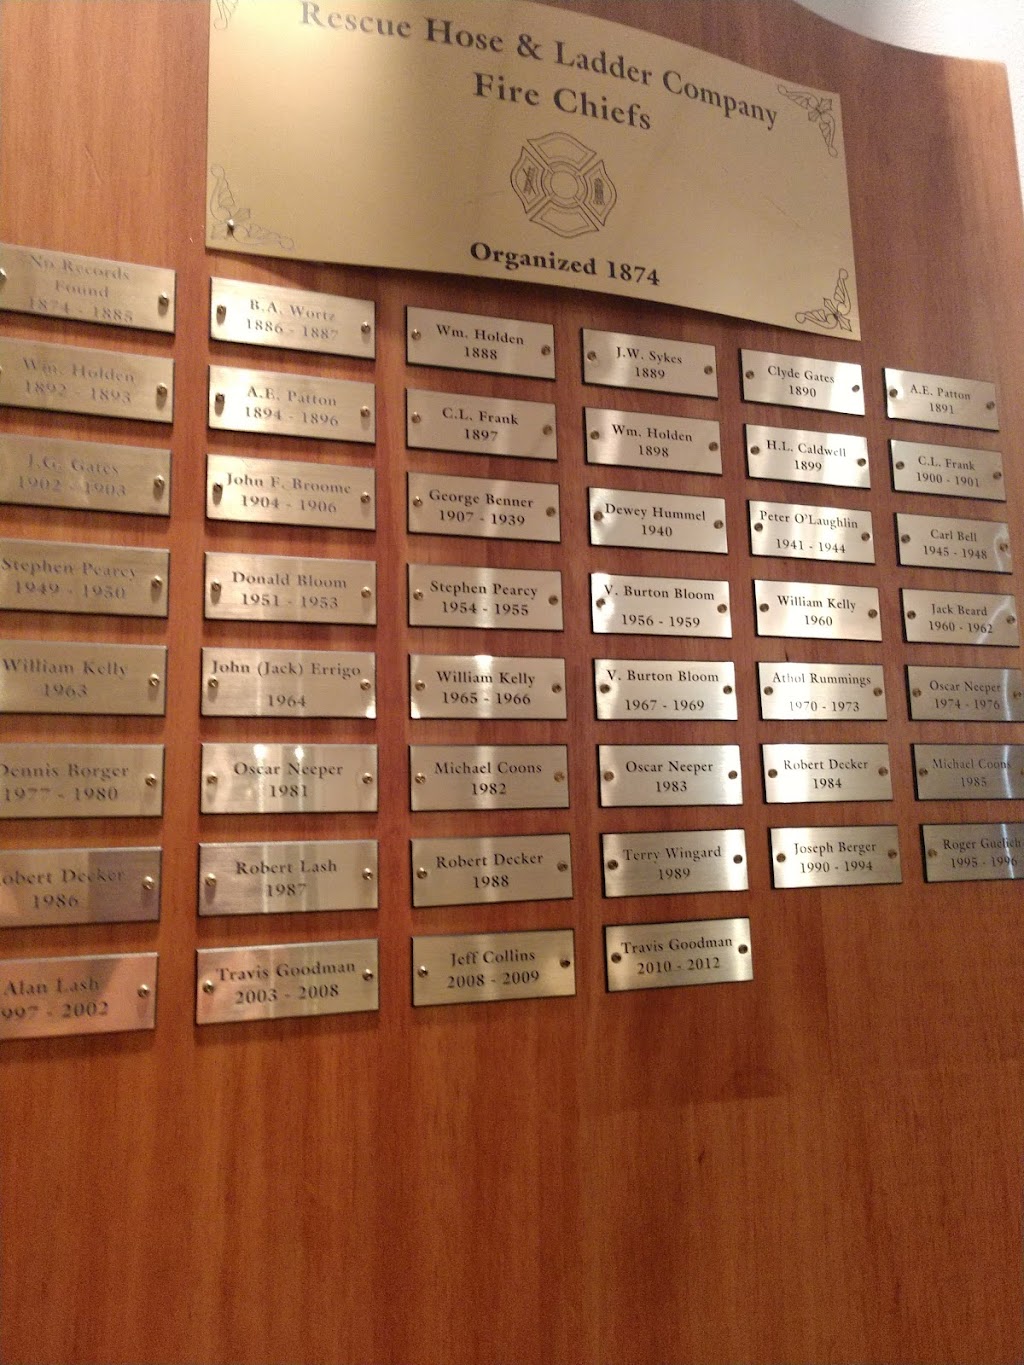 Rescue Hose & Ladder Company
Fire Chiefs
Organized 1874
No Records
Found
1874 - 1885
B.A. Wortz
1886 - 1887
Wm. Holden
1888
J.W. Sykes
1889
Clyde Gates
1890
A.E. Patton
1891
Wm. Holden
1892 - 1893
A.E. Patton
1894 - 1896
C.L. Frank
1897
Wm. Holden
1898
H.L. Caldwell
1899
C.L. Frank
1900 - 1901
J.G. Gates
1902 - 1903
John F. Broome
1904 - 1906
George Benner
1907 - 1939
Dewey Hummel
1940
Peter O'Laughlin
1941 - 1944
Carl Bell
1945 - 1948
Stephen Pearcy
1949 - 1950
Donald Bloom
1951 - 1953
Stephen Pearcy
1954 - 1955
V. Burton Bloom
1956 - 1959
William Kelly
1960
Jack Beard
1960 - 1962
William Kelly
1963
John (Jack) Errigo
1964
William Kelly
1965 - 1966
V. Burton Bloom
1967 - 1969
Athol Rummings
1970 - 1973
Oscar Neeper
1974 - 1976
Dennis Borger
1977 - 1980
Oscar Neeper
1981
Michael Coons
1982
Oscar Neeper
1983
Robert Decker
1984
Michael Coons
1985
obert Decker
1986
Robert Lash
1987
Robert Decker
1988
Terry Wingard
1989
Joseph Berger
1990 - 1994
Roger Guelich
1995 - 1996
Alan Lash
997 - 2002
Travis Goodman
2003 - 2008
Jeff Collins
2008 - 2009
Travis Goodman
2010 - 2012